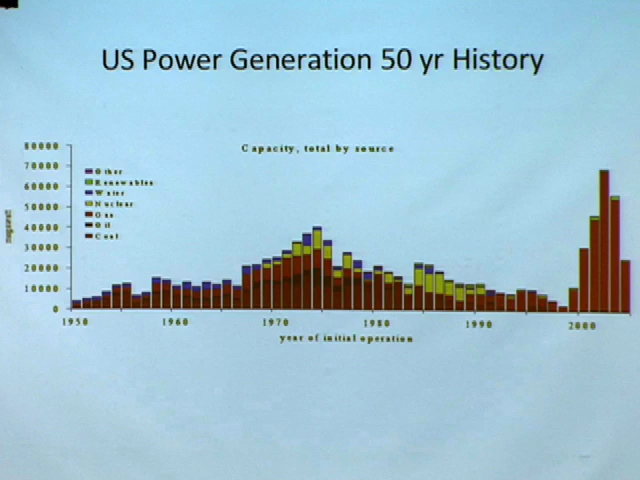 US Power Generation 50 yr History
Capacity, total by source
80000
70000
60000
50000
40000
30000
20000
10000
0
Other
Renewables
Water
Nuclear
Gas
Oil
Coal
1950 1960 1970 1980 1990 2000
year of initial operation